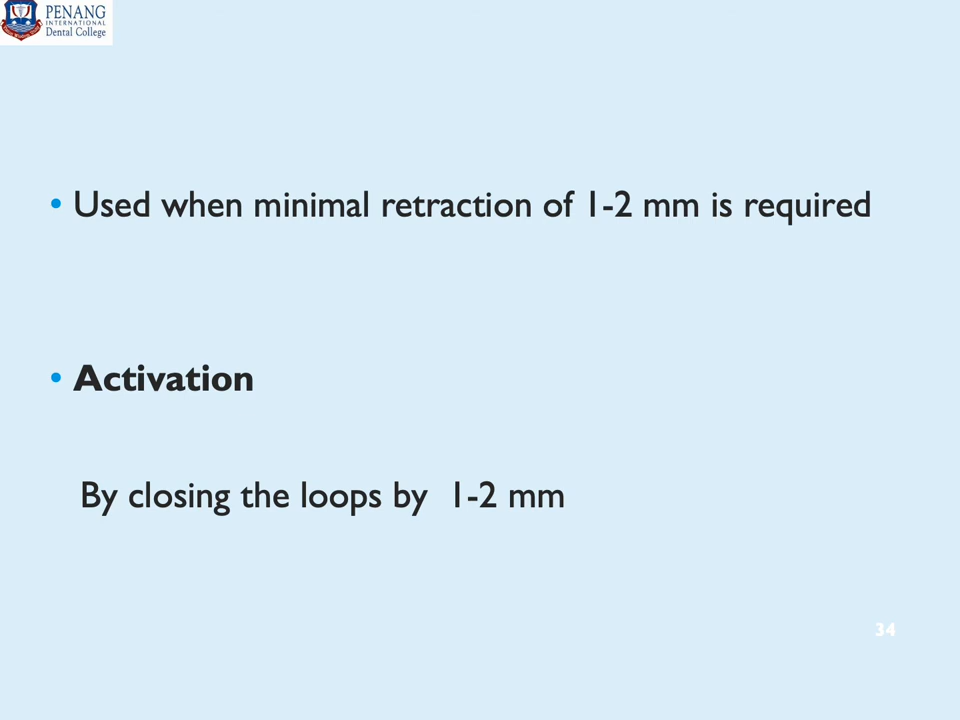 PENANG
INTERNATIONAL
Dental College
• Used when minimal retraction of 1-2 mm is required
• Activation
By closing the loops by 1-2 mm
34